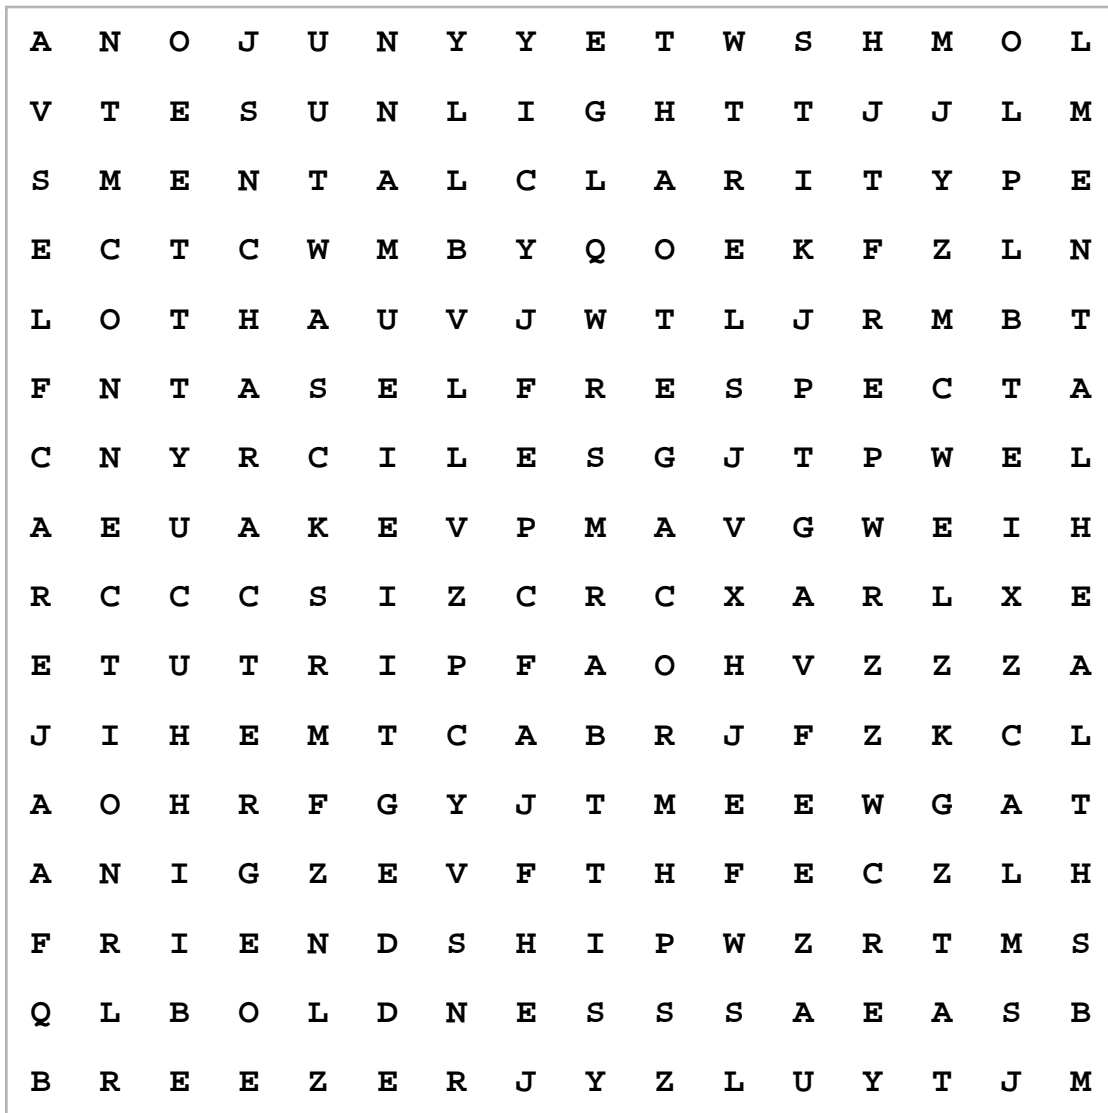 A N O J U N Y Y E T W S H M O L
V T E S U N L I G H T T J J L M
S M E N T A L C L A R I T Y P E
E C T C W M B Y Q O E K F Z L N
L O T H A U V J W T L J R M B T
F N T A S E L F R E S P E C T A
C N Y R C I L E S G J T P W E L
A E U A K E V P M A V G W E I H
R C C C S I Z C R C X A R L X E
E T U T R I P F A O H V Z Z Z A
J I H E M T C A B R J F Z K C L
A O H R F G Y J T M E E W G A T
A N I G Z E V F T H F E C Z L H
F R I E N D S H I P W Z R T M S
Q L B O L D N E S S S A E A S B
B R E E Z E R J Y Z L U Y T J M